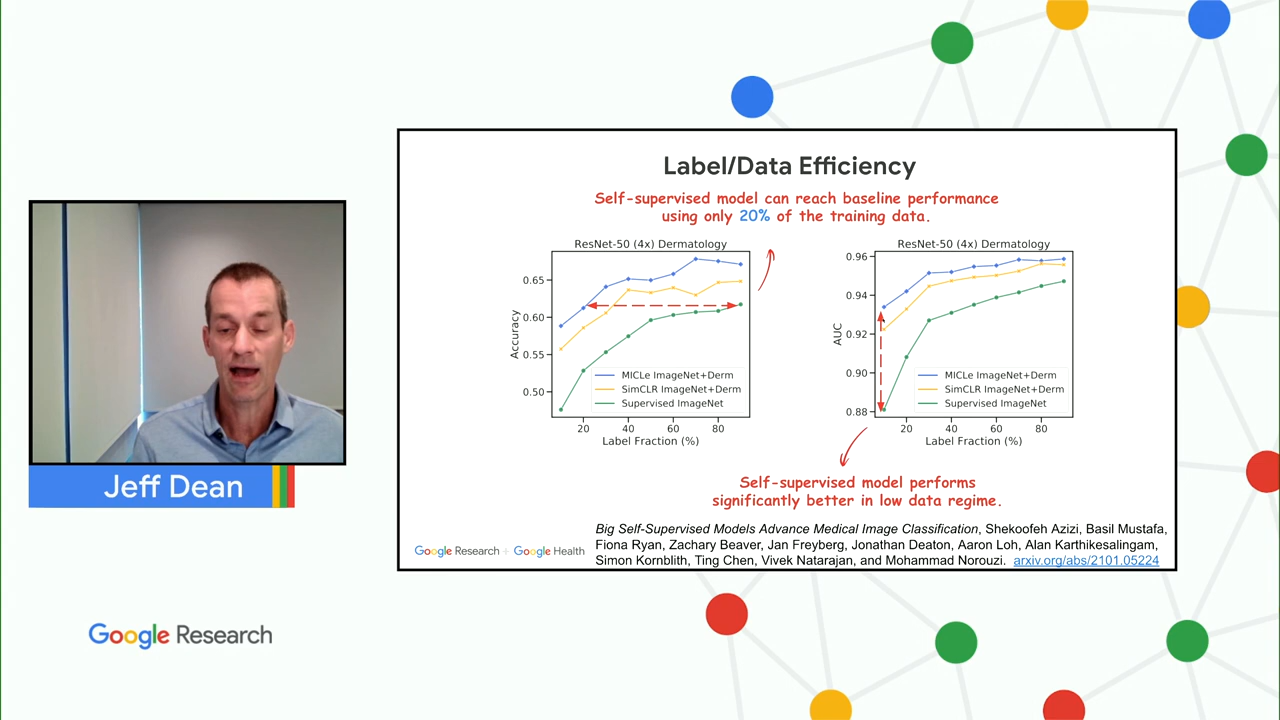 Label/Data Efficiency
Self-supervised model can reach baseline performance
using only 20% of the training data.
ResNet-50 (4x) Dermatology
0.65
0.60
0.55
0.50
Accuracy
MICLe ImageNet+Derm
SimCLR ImageNet+Derm
Supervised ImageNet
20 40 60 80
Label Fraction (%)
ResNet-50 (4x) Dermatology
0.96
0.94
0.92
0.90
0.88
AUC
MICLe ImageNet+Derm
SimCLR ImageNet+Derm
Supervised ImageNet
20 40 60 80
Label Fraction (%)
Self-supervised model performs
significantly better in low data regime.
Big Self-Supervised Models Advance Medical Image Classification, Shekoofeh Azizi, Basil Mustafa,
Fiona Ryan, Zachary Beaver, Jan Freyberg, Jonathan Deaton, Aaron Loh, Alan Karthikesalingam,
Simon Kornblith, Ting Chen, Vivek Natarajan, and Mohammad Norouzi. arxiv.org/abs/2101.05224
Google Research + Google Health
Jeff Dean
Google Research